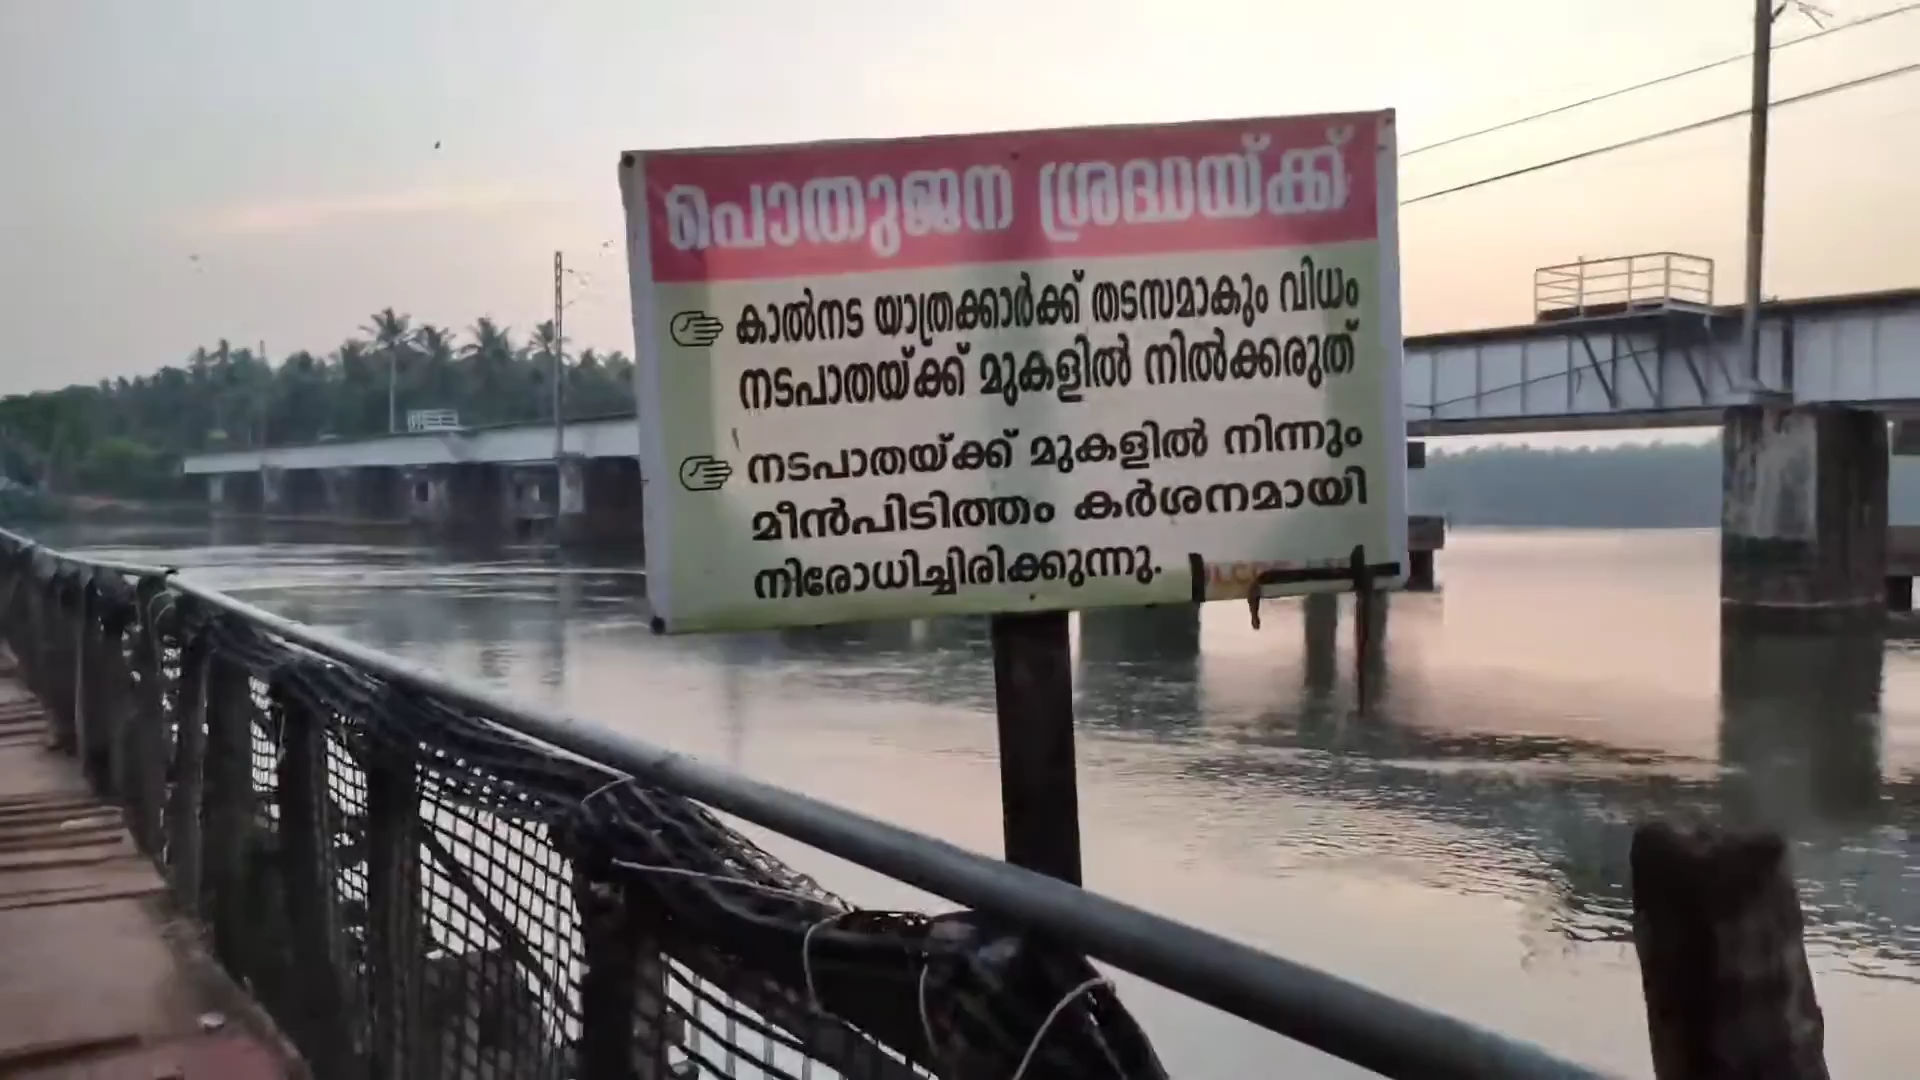 പൊതുജന ശ്രദ്ധയ്ക്ക്
കാൽനട യാത്രക്കാർക്ക് തടസമാകും വിധം
നടപാതയ്ക്ക് മുകളിൽ നിൽക്കരുത്
നടപാതയ്ക്ക് മുകളിൽ നിന്നും
മീൻപിടിത്തം കർശനമായി
നിരോധിച്ചിരിക്കുന്നു.